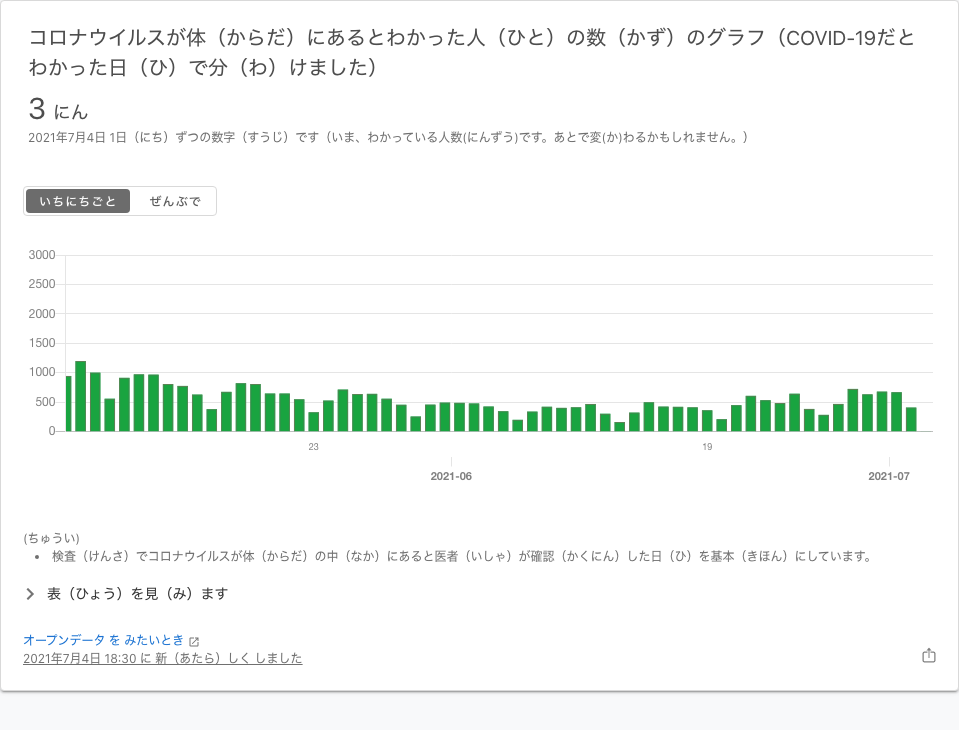 コロナウイルスが体（からだ）にあるとわかった人（ひと）の数（かず）のグラフ（COVID-19だと
わかった日（ひ）で分（わ）けました）
3 にん
2021年7月4日 1日（にち）ずつの数字（すうじ）です（いま、わかっている人数(にんずう)です。あとで変(か)わるかもしれません。）
いちにちごと ぜんぶで
3000
2500
2000
1500
1000
500
0
23 19
2021-06 2021-07
(ちゅうい)
• 検査（けんさ）でコロナウイルスが体（からだ）の中（なか）にあると医者（いしゃ）が確認（かくにん）した日（ひ）を基本（きほん）にしています。
表（ひょう）を見（み）ます
オープンデータ を みたいとき
2021年7月4日 18:30 に 新（あたら）しく しました